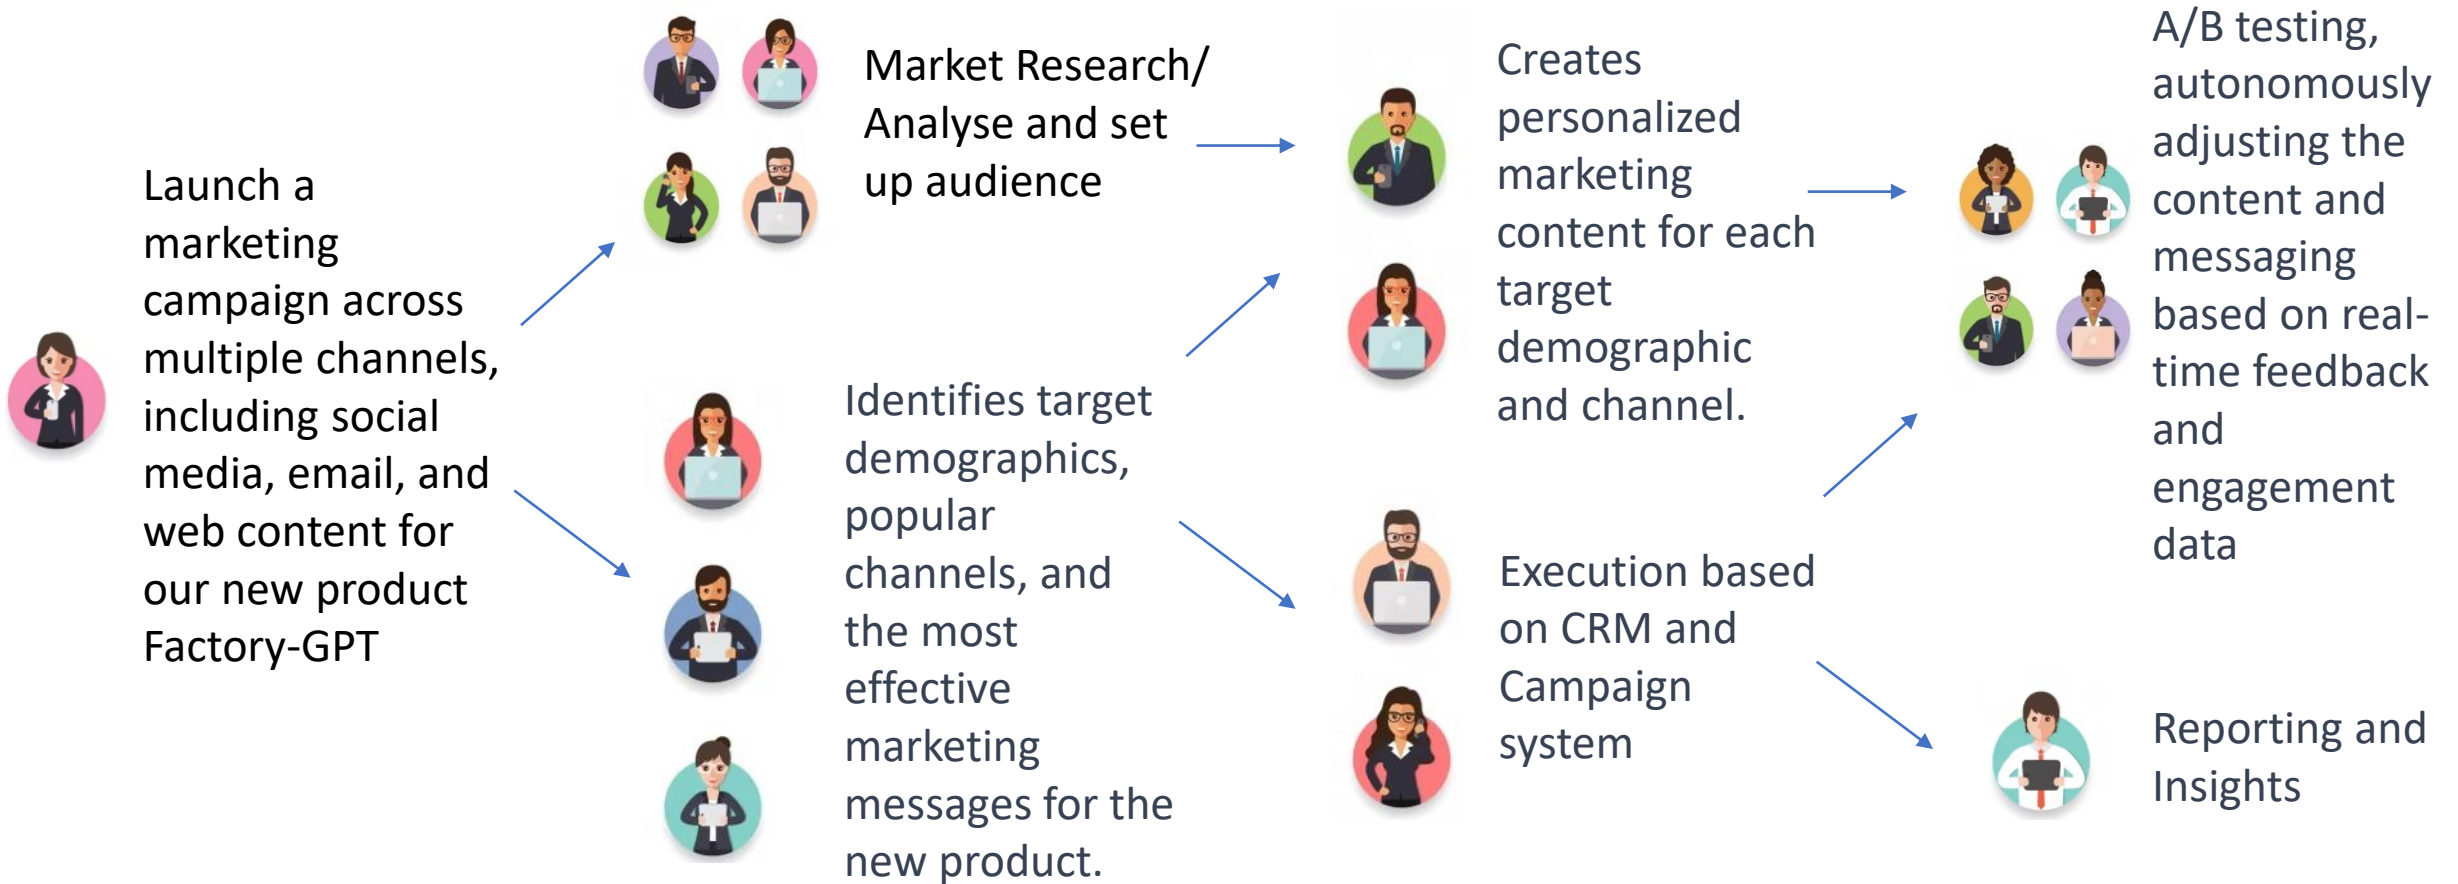 Launch a
marketing
campaign across
multiple channels,
including social
media, email, and
web content for
our new product
Factory-GPT
Market Research/
Analyse and set
up audience
Identifies target
demographics,
popular
channels, and
the most
effective
marketing
messages for the
new product.
Creates
personalized
marketing
content for each
target
demographic
and channel.
Execution based
on CRM and
Campaign
system
A/B testing,
autonomously
adjusting the
content and
messaging
based on real-
time feedback
and
engagement
data
Reporting and
Insights